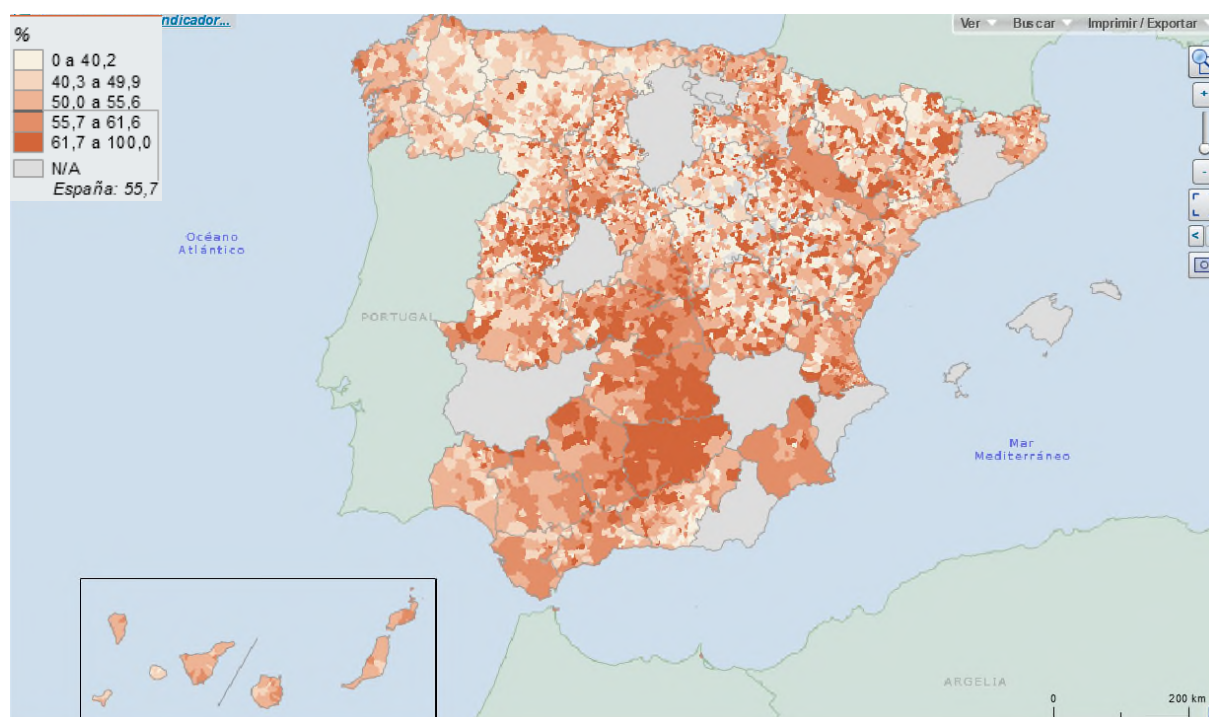 ndicador...
Ver
Buscar
Imprimir / Exportar
%
0 a 40,2
40,3 a 49,9
50,0 a 55,6
55,7 a 61,6
61,7 a 100,0
N/A
España: 55,7
+
-
<
Océano
Atlántico
PORTUGAL
Mar
Mediterráneo
ARGELIA
0
200 km